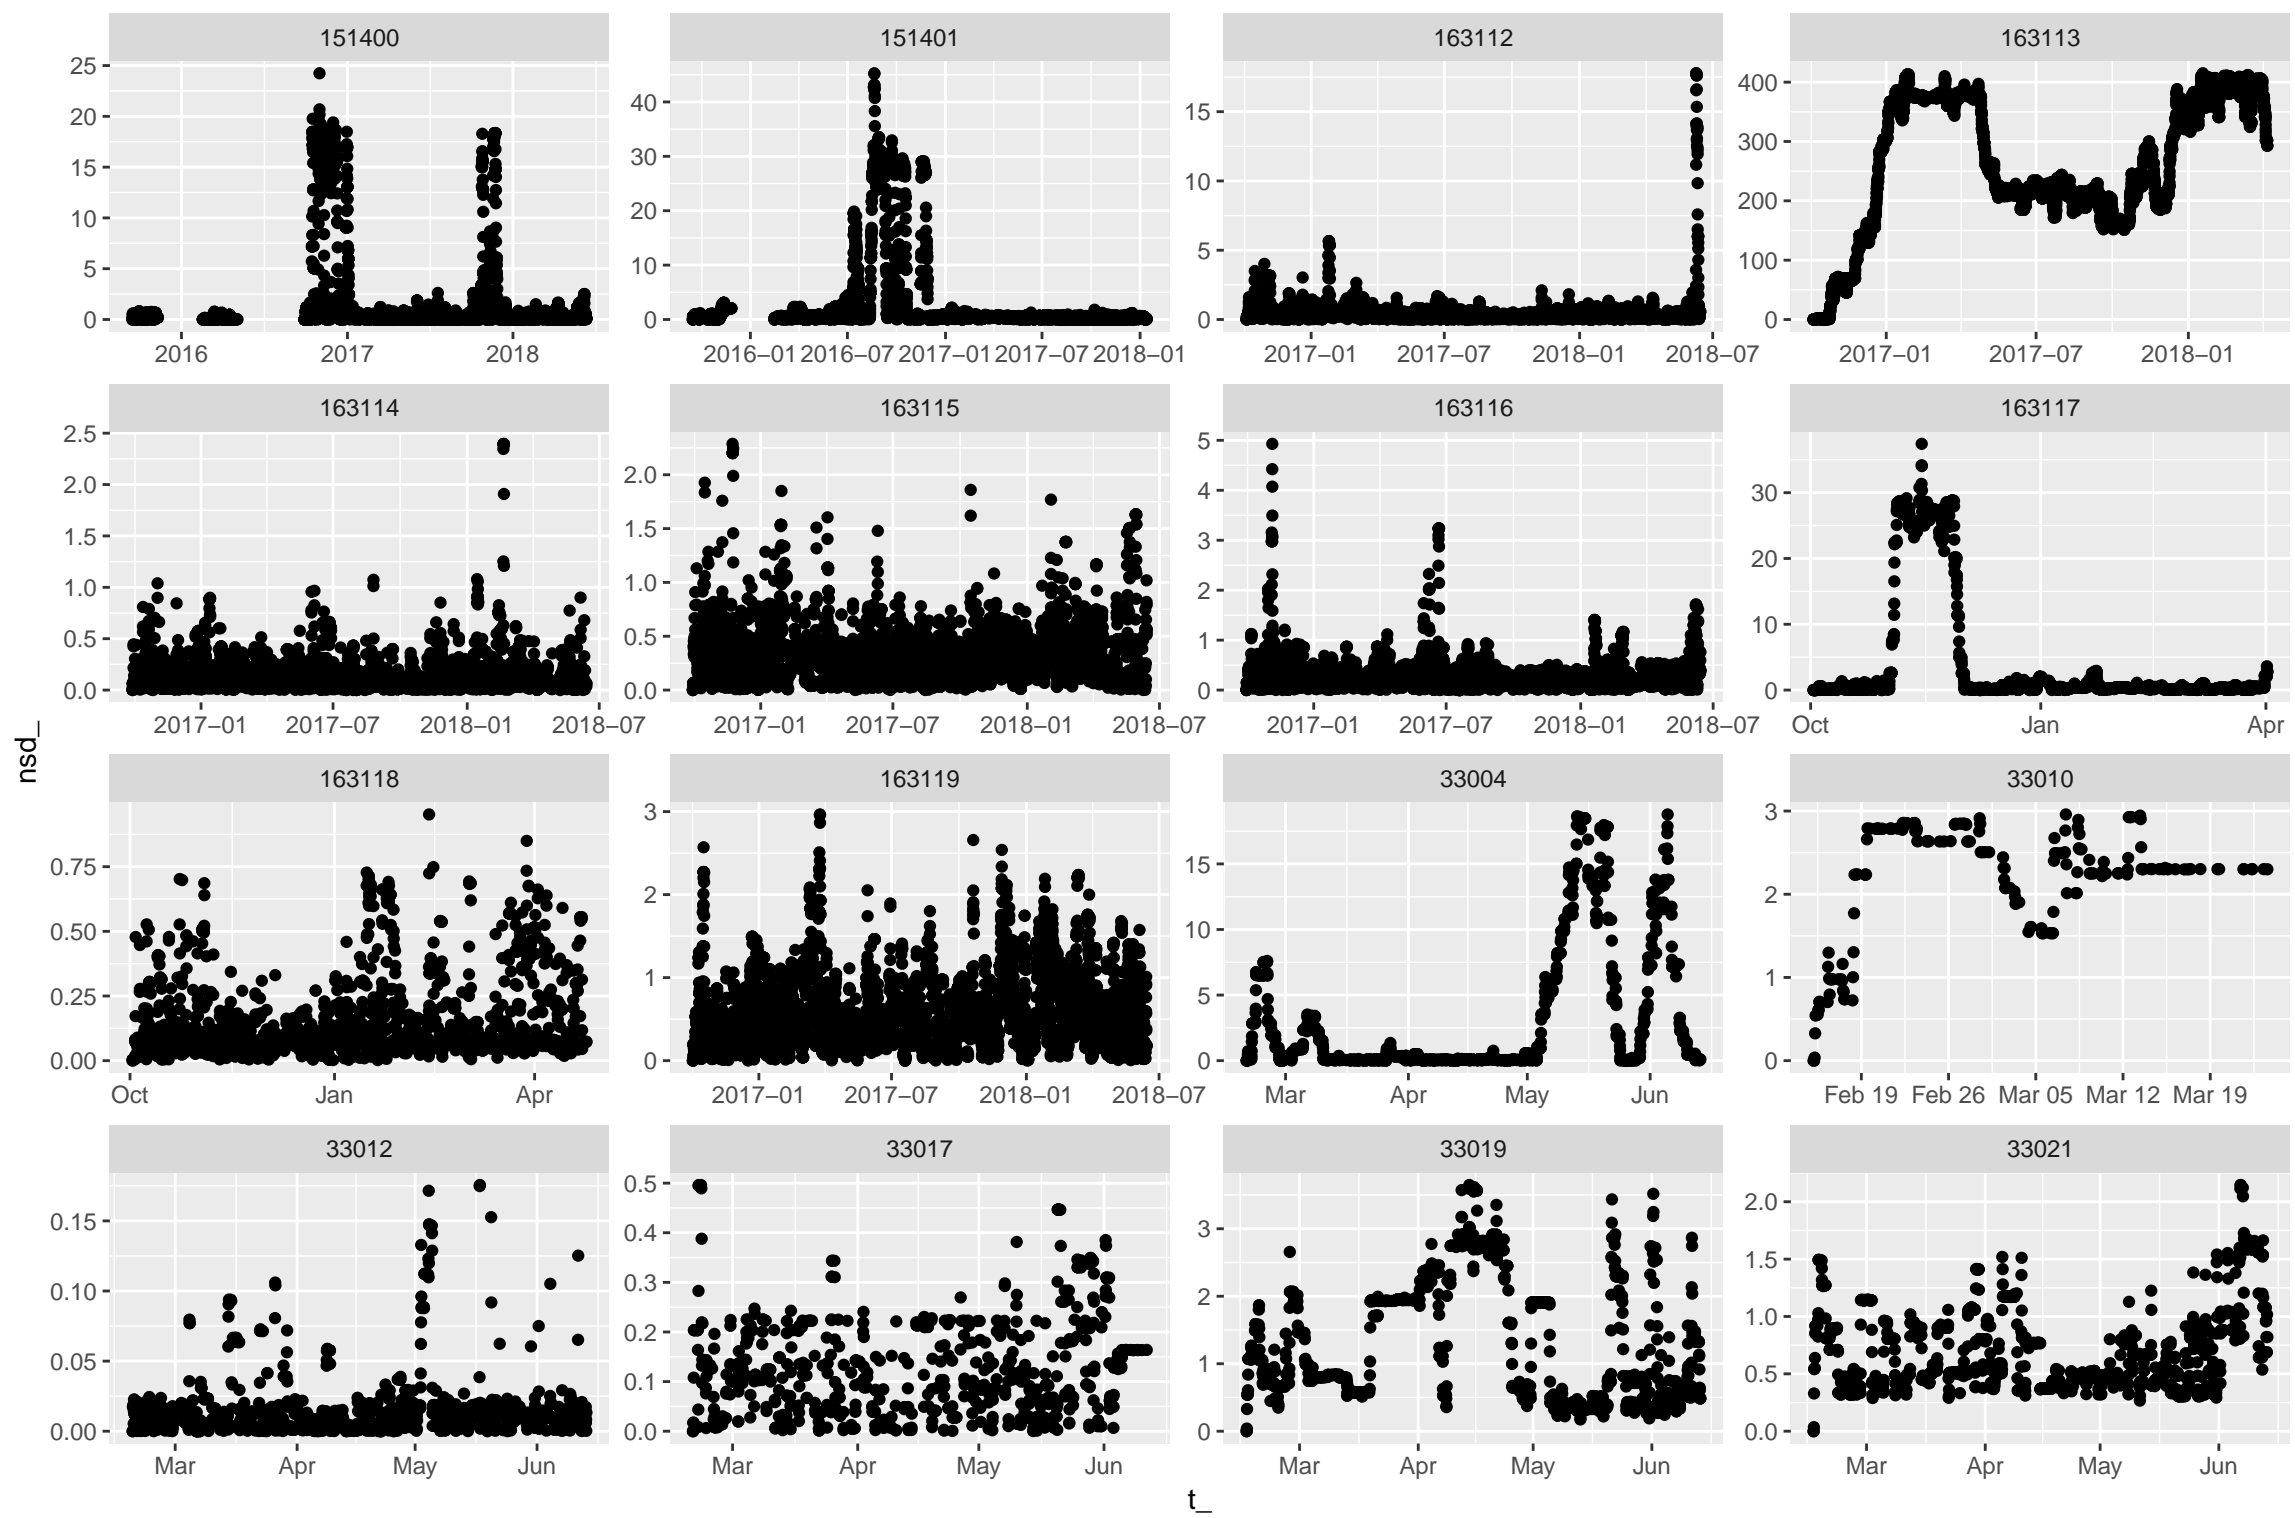 151400 151401 163112 163113
25 20 15 10 5 0
40 30 20 10 0
15 10 5 0
400 300 200 100 0
2016 2017 2018
2016−01 2016−07 2017−01 2017−07 2018−01
2017−01 2017−07 2018−01 2018−07
2017−01 2017−07 2018−01
163114 163115 163116 163117
2.5 2.0 1.5 1.0 0.5 0.0
2.0 1.5 1.0 0.5 0.0
5 4 3 2 1 0
30 20 10 0
2017−01 2017−07 2018−01 2018−07
2017−01 2017−07 2018−01 2018−07
2017−01 2017−07 2018−01 2018−07
Oct Jan Apr
nsd_
163118 163119 33004 33010
0.75 0.50 0.25 0.00
3 2 1 0
15 10 5 0
3 2 1 0
Oct Jan Apr
2017−01 2017−07 2018−01 2018−07
Mar Apr May Jun
Feb 19 Feb 26 Mar 05 Mar 12 Mar 19
33012 33017 33019 33021
0.15 0.10 0.05 0.00
0.5 0.4 0.3 0.2 0.1 0.0
3 2 1 0
2.0 1.5 1.0 0.5 0.0
Mar Apr May Jun
Mar Apr May Jun
Mar Apr May Jun
Mar Apr May Jun
t_